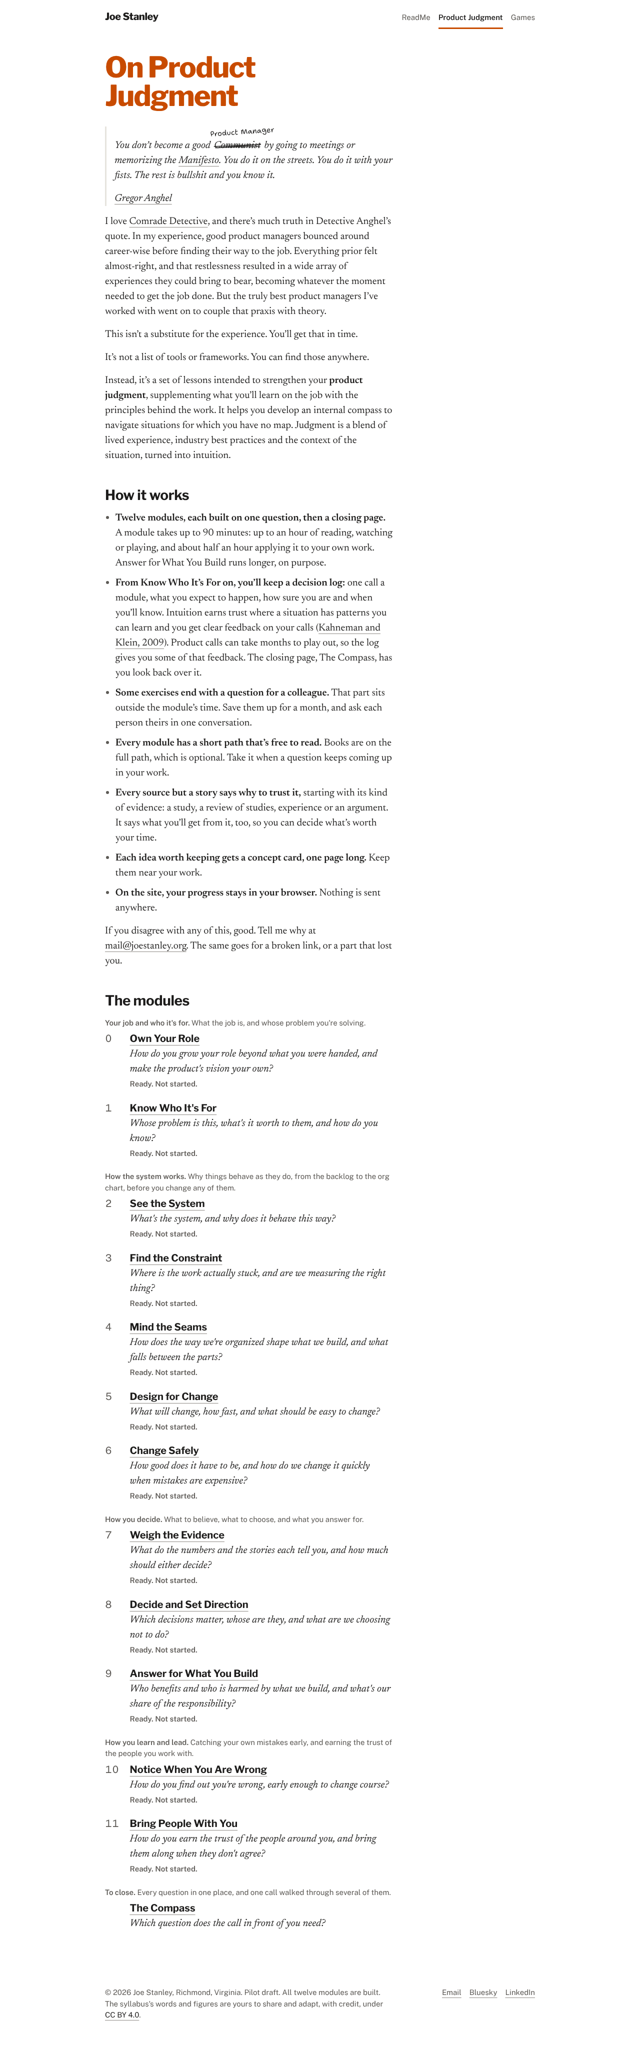 Joe Stanley
ReadMe Product Judgment Games
On Product
Judgment
Product Manager
You don't become a good Communist by going to meetings or
memorizing the Manifesto. You do it on the streets. You do it with your
fists. The rest is bullshit and you know it.
Gregor Anghel
I love Comrade Detective, and there's much truth in Detective Anghel's
quote. In my experience, good product managers bounced around
career-wise before finding their way to the job. Everything prior felt
almost-right, and that restlessness resulted in a wide array of
experiences they could bring to bear, becoming whatever the moment
needed to get the job done. But the truly best product managers I've
worked with went on to couple that praxis with theory.
This isn't a substitute for the experience. You'll get that in time.
It's not a list of tools or frameworks. You can find those anywhere.
Instead, it's a set of lessons intended to strengthen your product
judgment, supplementing what you'll learn on the job with the
principles behind the work. It helps you develop an internal compass to
navigate situations for which you have no map. Judgment is a blend of
lived experience, industry best practices and the context of the
situation, turned into intuition.
How it works
• Twelve modules, each built on one question, then a closing page.
A module takes up to 90 minutes: up to an hour of reading, watching
or playing, and about half an hour applying it to your own work.
Answer for What You Build runs longer, on purpose.
• From Know Who It's For on, you'll keep a decision log: one call a
module, what you expect to happen, how sure you are and when
you'll know. Intuition earns trust where a situation has patterns you
can learn and you get clear feedback on your calls (Kahneman and
Klein, 2009). Product calls can take months to play out, so the log
gives you some of that feedback. The closing page, The Compass, has
you look back over it.
• Some exercises end with a question for a colleague. That part sits
outside the module's time. Save them up for a month, and ask each
person theirs in one conversation.
• Every module has a short path that's free to read. Books are on the
full path, which is optional. Take it when a question keeps coming up
in your work.
• Every source but a story says why to trust it, starting with its kind
of evidence: a study, a review of studies, experience or an argument.
It says what you'll get from it, too, so you can decide what's worth
your time.
• Each idea worth keeping gets a concept card, one page long. Keep
them near your work.
• On the site, your progress stays in your browser. Nothing is sent
anywhere.
If you disagree with any of this, good. Tell me why at
mail@joestanley.org. The same goes for a broken link, or a part that lost
you.
The modules
Your job and who it's for. What the job is, and whose problem you're solving.
0 Own Your Role
How do you grow your role beyond what you were handed, and
make the product's vision your own?
Ready. Not started.
1 Know Who It's For
Whose problem is this, what's it worth to them, and how do you
know?
Ready. Not started.
How the system works. Why things behave as they do, from the backlog to the org
chart, before you change any of them.
2 See the System
What's the system, and why does it behave this way?
Ready. Not started.
3 Find the Constraint
Where is the work actually stuck, and are we measuring the right
thing?
Ready. Not started.
4 Mind the Seams
How does the way we're organized shape what we build, and what
falls between the parts?
Ready. Not started.
5 Design for Change
What will change, how fast, and what should be easy to change?
Ready. Not started.
6 Change Safely
How good does it have to be, and how do we change it quickly
when mistakes are expensive?
Ready. Not started.
How you decide. What to believe, what to choose, and what you answer for.
7 Weigh the Evidence
What do the numbers and the stories each tell you, and how much
should either decide?
Ready. Not started.
8 Decide and Set Direction
Which decisions matter, whose are they, and what are we choosing
not to do?
Ready. Not started.
9 Answer for What You Build
Who benefits and who is harmed by what we build, and what's our
share of the responsibility?
Ready. Not started.
How you learn and lead. Catching your own mistakes early, and earning the trust of
the people you work with.
10 Notice When You Are Wrong
How do you find out you're wrong, early enough to change course?
Ready. Not started.
11 Bring People With You
How do you earn the trust of the people around you, and bring
them along when they don't agree?
Ready. Not started.
To close. Every question in one place, and one call walked through several of them.
The Compass
Which question does the call in front of you need?
© 2026 Joe Stanley, Richmond, Virginia. Pilot draft. All twelve modules are built.
The syllabus's words and figures are yours to share and adapt, with credit, under
CC BY 4.0.
Email Bluesky LinkedIn